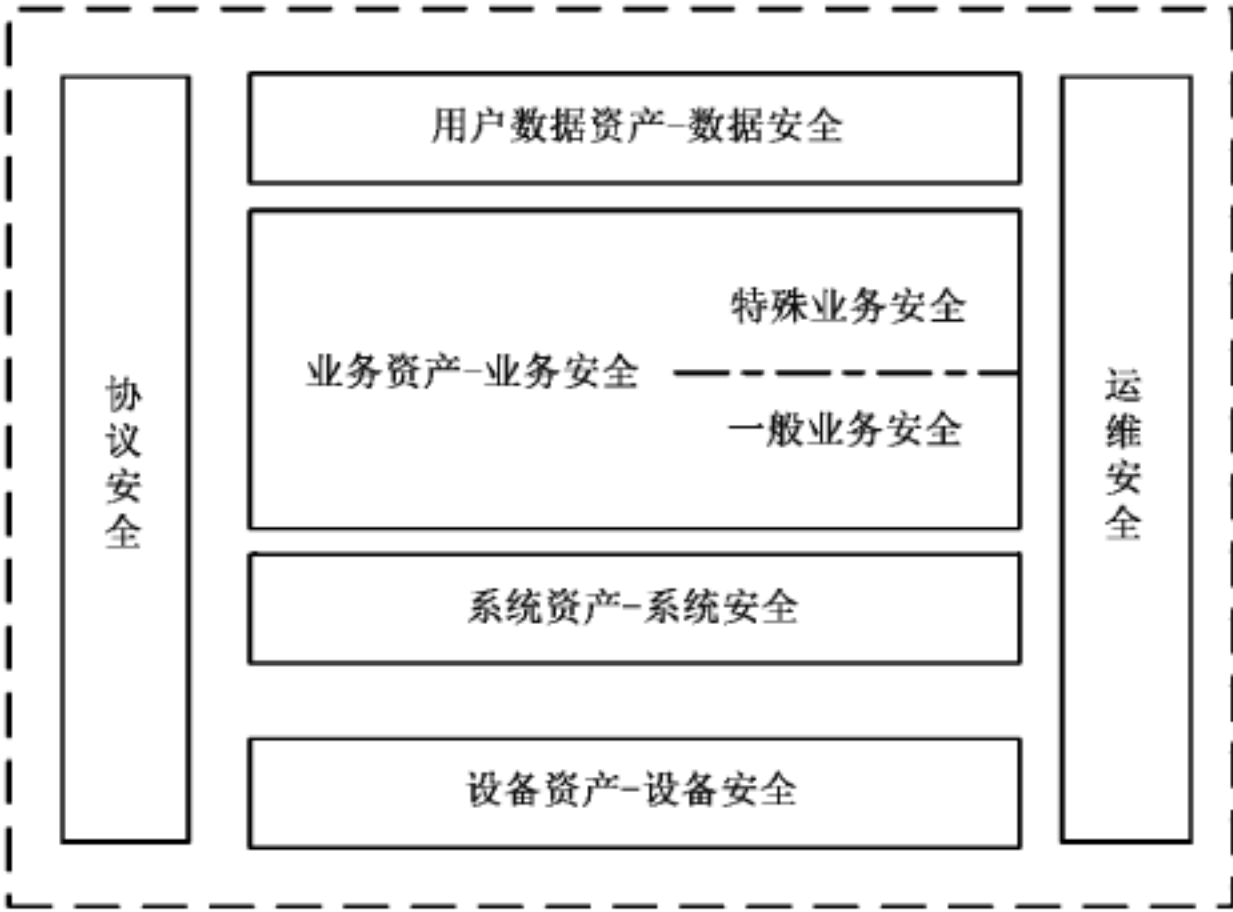 用户数据资产-数据安全
特殊业务安全
业务资产-业务安全
一般业务安全
系统资产-系统安全
设备资产-设备安全
协议安全
运维安全